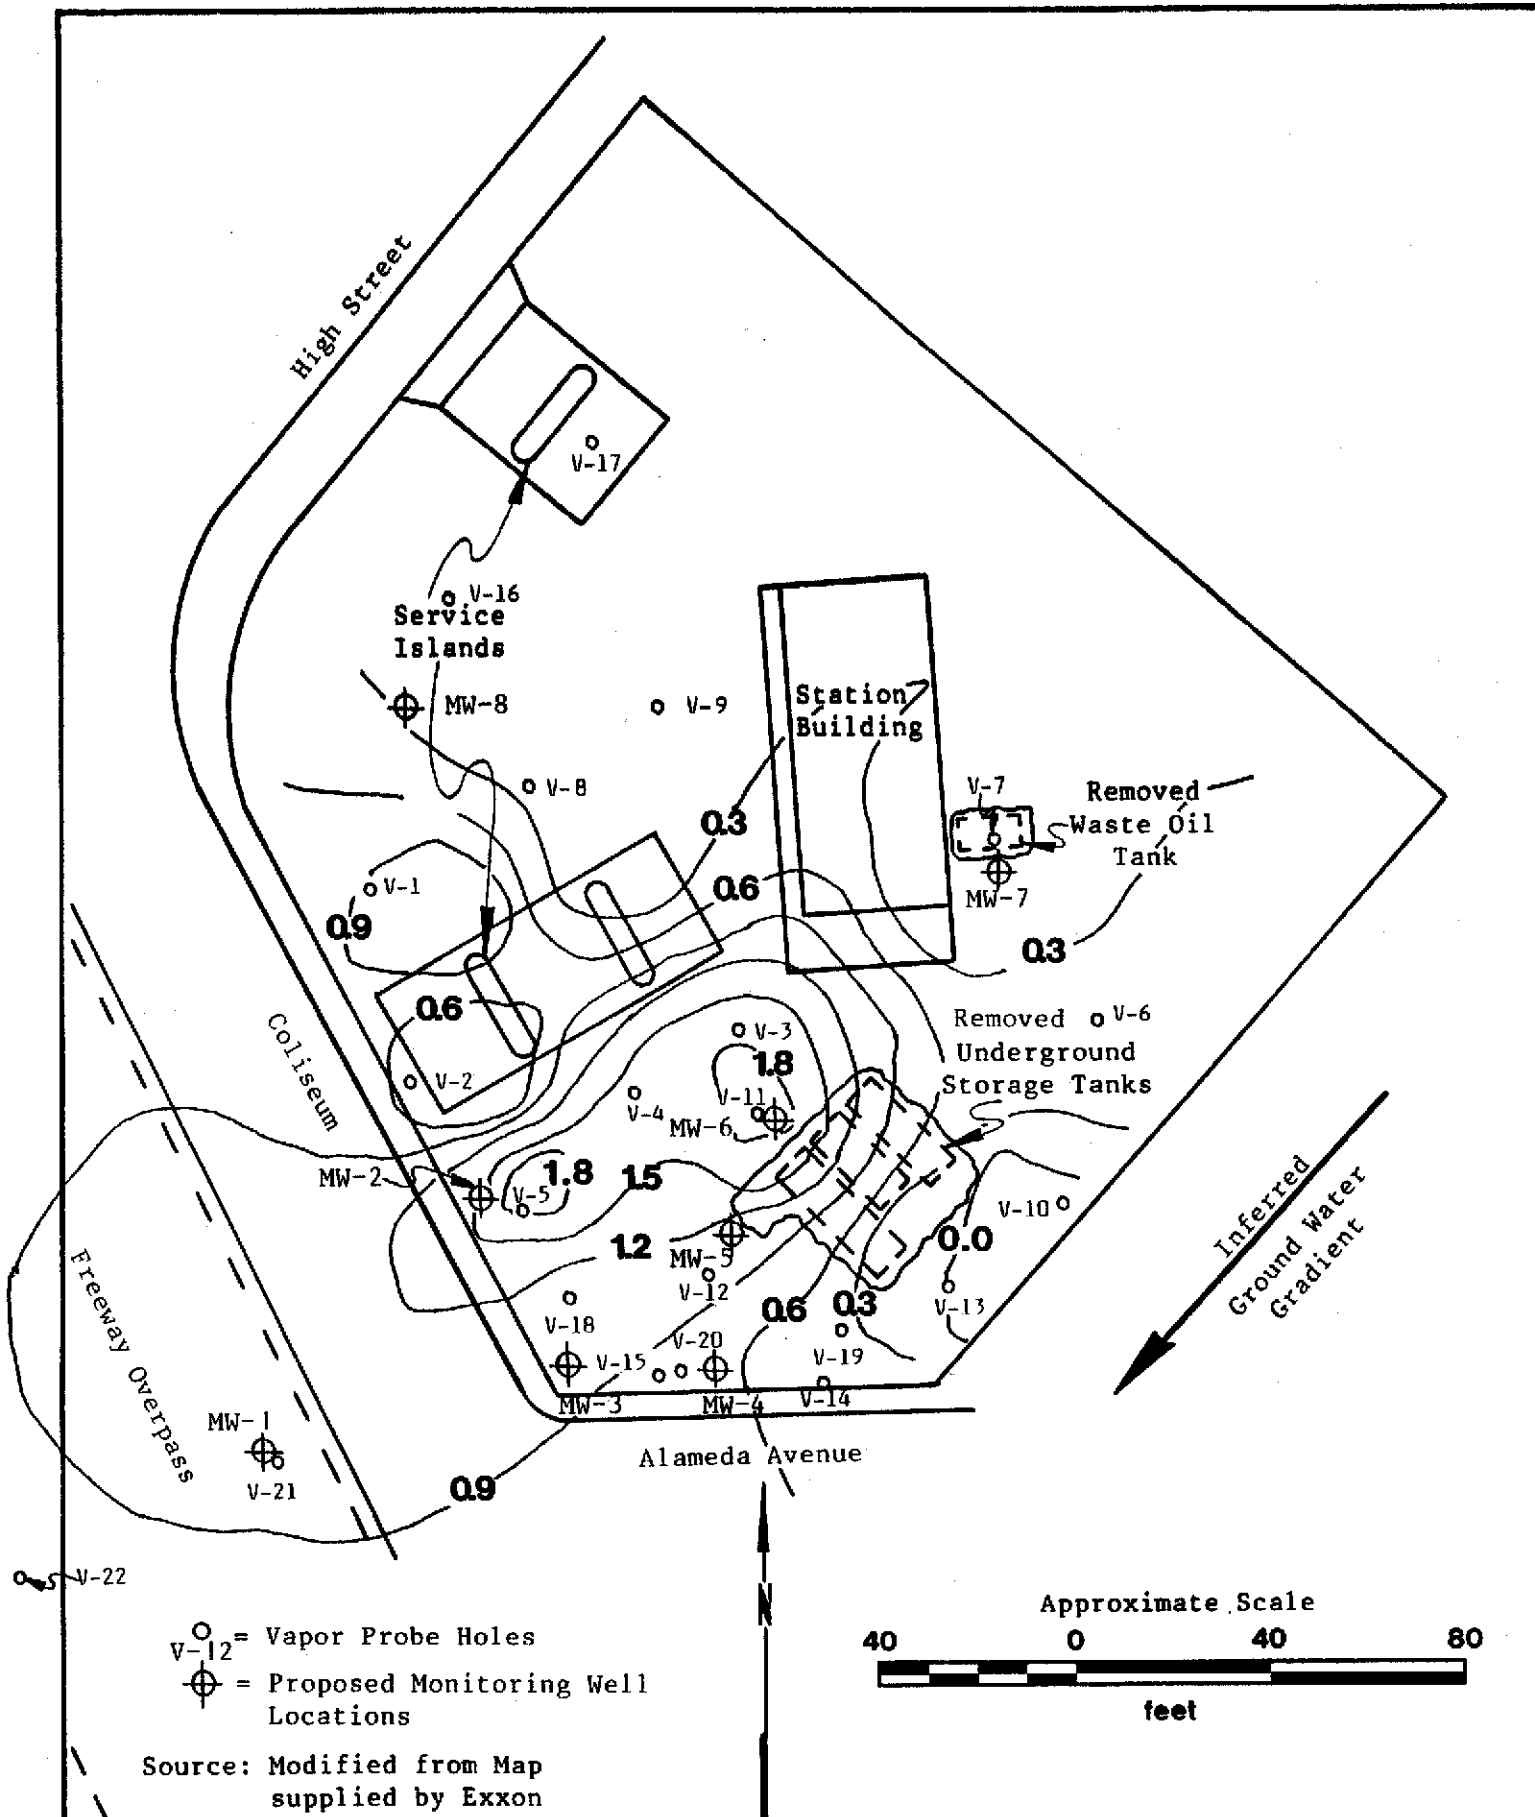 High Street
V-17
V-16
Service
Islands
MW-8
V-9
Station
Building
V-8
V-7
Removed
Waste Oil
Tank
0.3
V-1
0.6
MW-7
0.9
0.3
0.6
Removed
V-6
Underground
Storage Tanks
Coliseum
V-3
1.8
V-2
V-4
V-11
MW-6
MW-2
1.8
1.5
V-5
V-10
Inferred
Ground Water
Gradient
0.0
1.2
MW-5
V-12
Freeway Overpass
0.6
0.3
V-13
V-18
V-20
V-15
V-19
MW-3
MW-4
V-14
MW-1
Alameda Avenue
V-21
0.9
V-22
N
V-12 = Vapor Probe Holes
= Proposed Monitoring Well
Locations
Source: Modified from Map
supplied by Exxon
Approximate Scale
40 0 40 80
feet